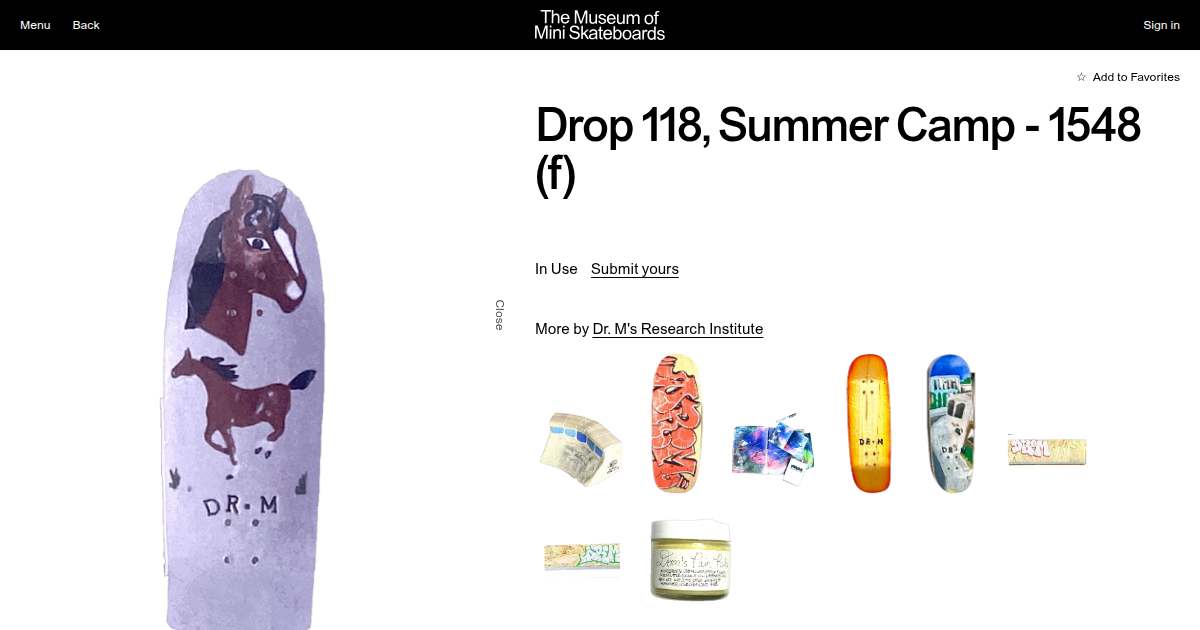 Menu
Back
The Museum of
Mini Skateboards
Sign in
☆ Add to Favorites
Drop 118, Summer Camp - 1548
(f)
In Use
Submit yours
Close
More by Dr. M's Research Institute
DR·M
DR·M